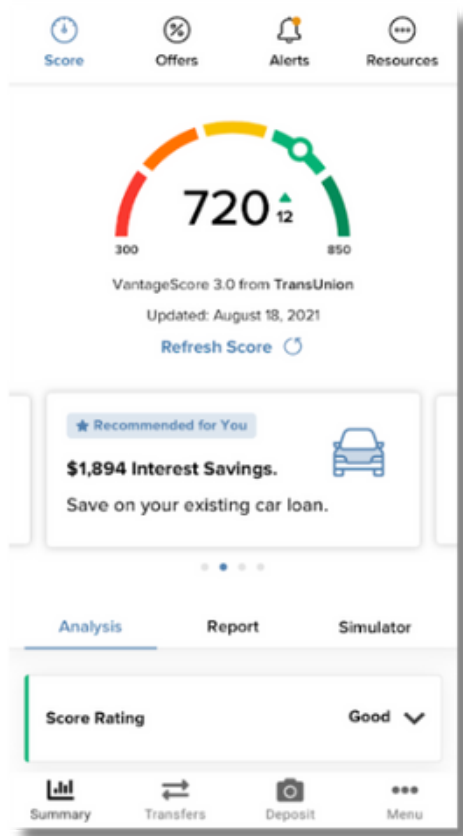 Score Offers Alerts Resources
720 12
300 850
VantageScore 3.0 from TransUnion
Updated: August 18, 2021
Refresh Score
Recommended for You
$1,894 Interest Savings.
Save on your existing car loan.
Analysis Report Simulator
Score Rating Good
Summary Transfers Deposit Menu